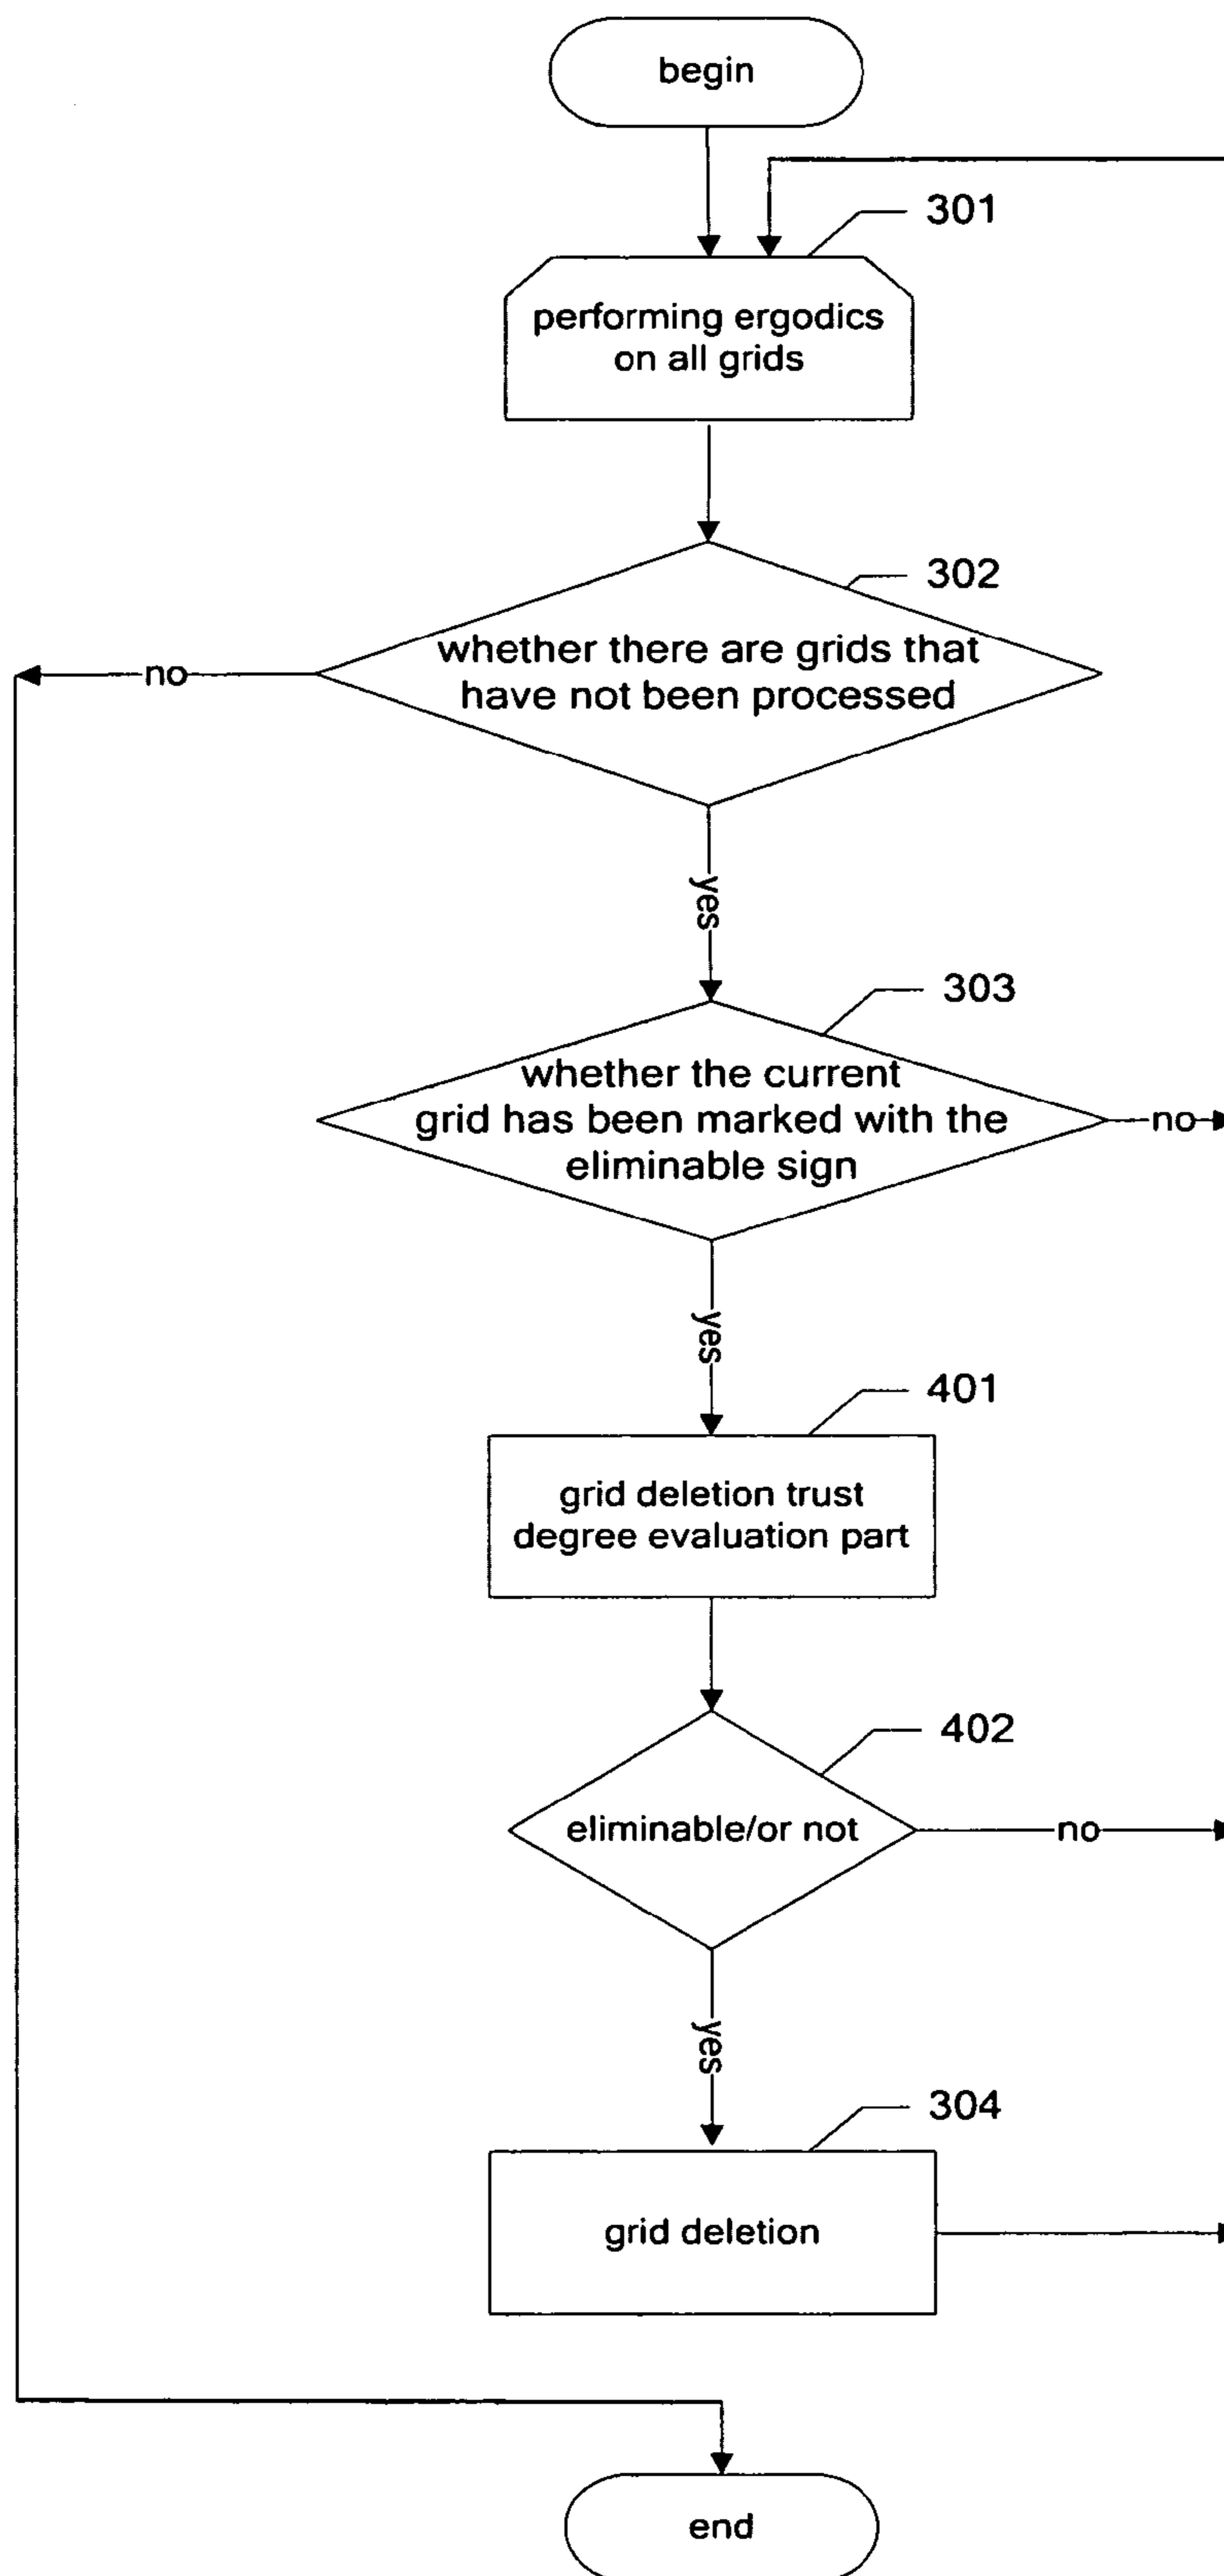 begin
301
performing ergodics
on all grids
302
whether there are grids that
have not been processed
no
yes
303
whether the current
grid has been marked with the
eliminable sign
no
yes
401
grid deletion trust
degree evaluation part
402
eliminable/or not
no
yes
304
grid deletion
end